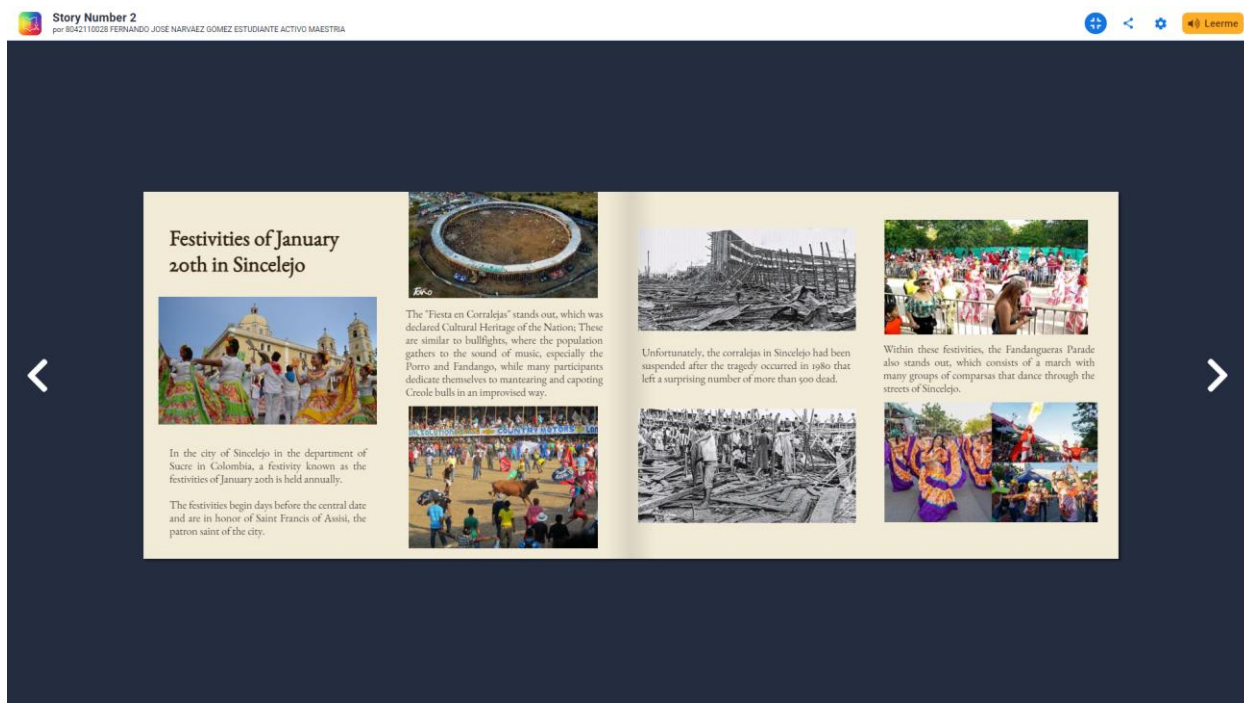 Story Number 2
por 8042110028 FERNANDO JOSE NARVAEZ GOMEZ ESTUDIANTE ACTIVO MAESTRIA
Leerme
Festivities of January
20th in Sincelejo
In the city of Sincelejo in the department of
Sucre in Colombia, a festivity known as the
festivities of January 20th is held annually.
The festivities begin days before the central date
and are in honor of Saint Francis of Assisi, the
patron saint of the city.
Toño
The "Fiesta en Corralejas" stands out, which was
declared Cultural Heritage of the Nation; These
are similar to bullfights, where the population
gathers to the sound of music, especially the
Porro and Fandango, while many participants
dedicate themselves to mantearing and capoting
Creole bulls in an improvised way.
COUNTRY MOTORS
Unfortunately, the corralejas in Sincelejo had been
suspended after the tragedy occurred in 1980 that
left a surprising number of more than 500 dead.
Within these festivities, the Fandangueras Parade
also stands out, which consists of a march with
many groups of comparsas that dance through the
streets of Sincelejo.